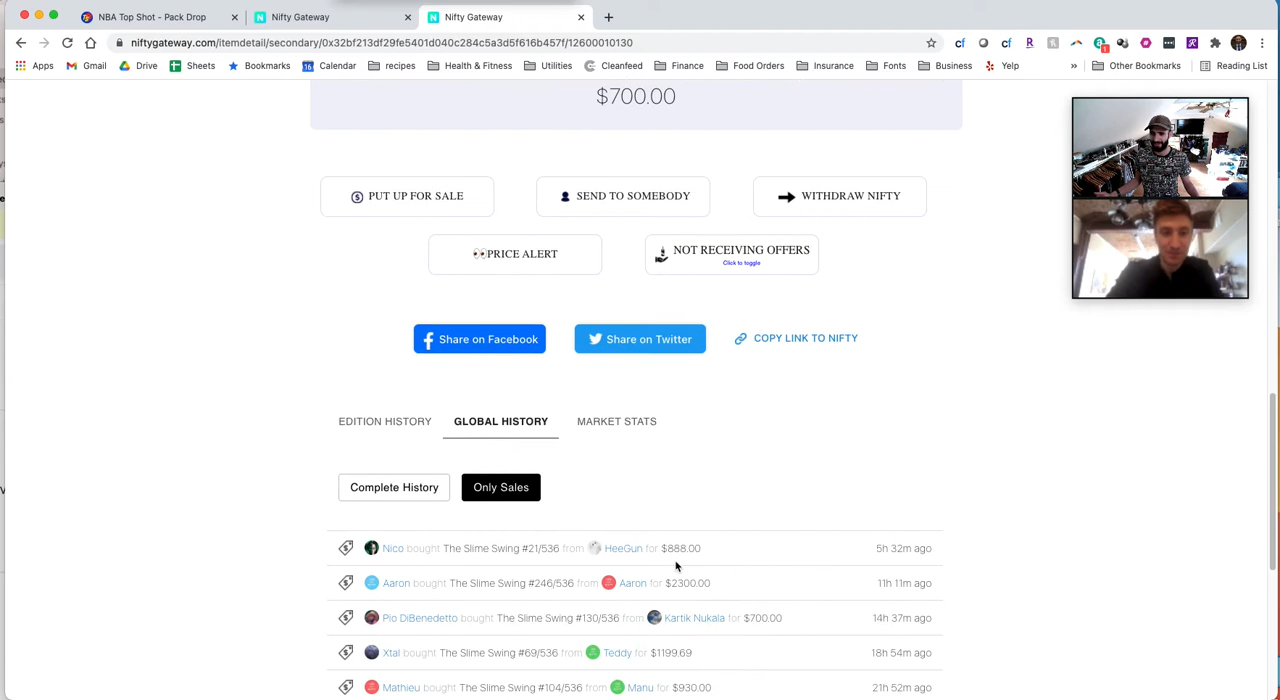 NBA Top Shot - Pack Drop
Nifty Gateway
Nifty Gateway
niftygateway.com/itemdetail/secondary/0x32bf213df29fe5401d040c284c5a3d5f616b457f/12600010130
Apps Gmail Drive Sheets Bookmarks Calendar recipes Health & Fitness Utilities Cleanfeed Finance Food Orders Insurance Fonts Business Yelp » Other Bookmarks Reading List
$700.00
PUT UP FOR SALE
SEND TO SOMEBODY
WITHDRAW NIFTY
PRICE ALERT
NOT RECEIVING OFFERS
Click to toggle
Share on Facebook
Share on Twitter
COPY LINK TO NIFTY
EDITION HISTORY GLOBAL HISTORY MARKET STATS
Complete History Only Sales
Nico bought The Slime Swing #21/536 from HeeGun for $888.00 5h 32m ago
Aaron bought The Slime Swing #246/536 from Aaron for $2300.00 11h 11m ago
Pio DiBenedetto bought The Slime Swing #130/536 from Kartik Nukala for $700.00 14h 37m ago
Xtal bought The Slime Swing #69/536 from Teddy for $1199.69 18h 54m ago
Mathieu bought The Slime Swing #104/536 from Manu for $930.00 21h 52m ago